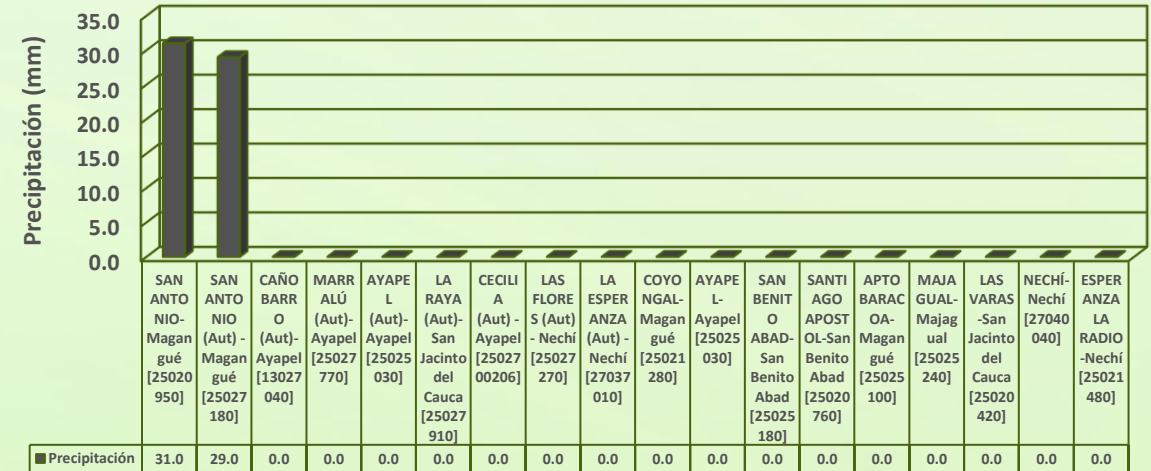 Precipitación (mm)
35.0
30.0
25.0
20.0
15.0
10.0
5.0
0.0
SAN
ANTO
NIO-
Magan
gué
[25020
950]
SAN
ANTO
NIO
(Aut) -
Magan
gué
[25027
180]
CAÑO
BARR
O
(Aut)-
Ayapel
[13027
040]
MARR
ALÚ
(Aut)-
Ayapel
[25027
770]
AYAPE
L
(Aut)-
Ayapel
[25025
030]
LA
RAYA
(Aut)-
San
Jacinto
del
Cauca
[25027
910]
CECILI
A
(Aut) -
Ayapel
[25027
00206]
LAS
FLORE
S (Aut)
- Nechí
[25027
270]
LA
ESPER
ANZA
(Aut) -
Nechí
[27037
010]
COYO
NGAL-
Magan
gué
[25021
280]
AYAPE
L-
Ayapel
[25025
030]
SAN
BENIT
O
ABAD-
San
Benito
Abad
[25025
180]
SANTI
AGO
APOST
OL-San
Benito
Abad
[25020
760]
APTO
BARAC
OA-
Magan
gué
[25025
100]
MAJA
GUAL-
Majag
ual
[25025
240]
LAS
VARAS
-San
Jacinto
del
Cauca
[25020
420]
NECHÍ-
Nechí
[27040
040]
ESPER
ANZA
LA
RADIO
-Nechí
[25021
480]
Precipitación 31.0 29.0 0.0 0.0 0.0 0.0 0.0 0.0 0.0 0.0 0.0 0.0 0.0 0.0 0.0 0.0 0.0 0.0